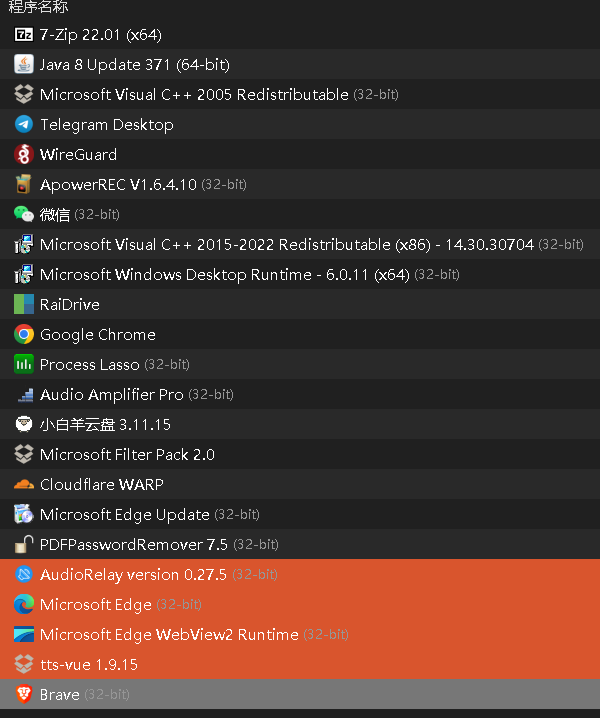 程序名称
7-Zip 22.01 (x64)
Java 8 Update 371 (64-bit)
Microsoft Visual C++ 2005 Redistributable (32-bit)
Telegram Desktop
WireGuard
ApowerREC V1.6.4.10 (32-bit)
微信 (32-bit)
Microsoft Visual C++ 2015-2022 Redistributable (x86) - 14.30.30704 (32-bit)
Microsoft Windows Desktop Runtime - 6.0.11 (x64) (32-bit)
RaiDrive
Google Chrome
Process Lasso (32-bit)
Audio Amplifier Pro (32-bit)
小白羊云盘 3.11.15
Microsoft Filter Pack 2.0
Cloudflare WARP
Microsoft Edge Update (32-bit)
PDFPasswordRemover 7.5 (32-bit)
AudioRelay version 0.27.5 (32-bit)
Microsoft Edge (32-bit)
Microsoft Edge WebView2 Runtime (32-bit)
tts-vue 1.9.15
Brave (32-bit)